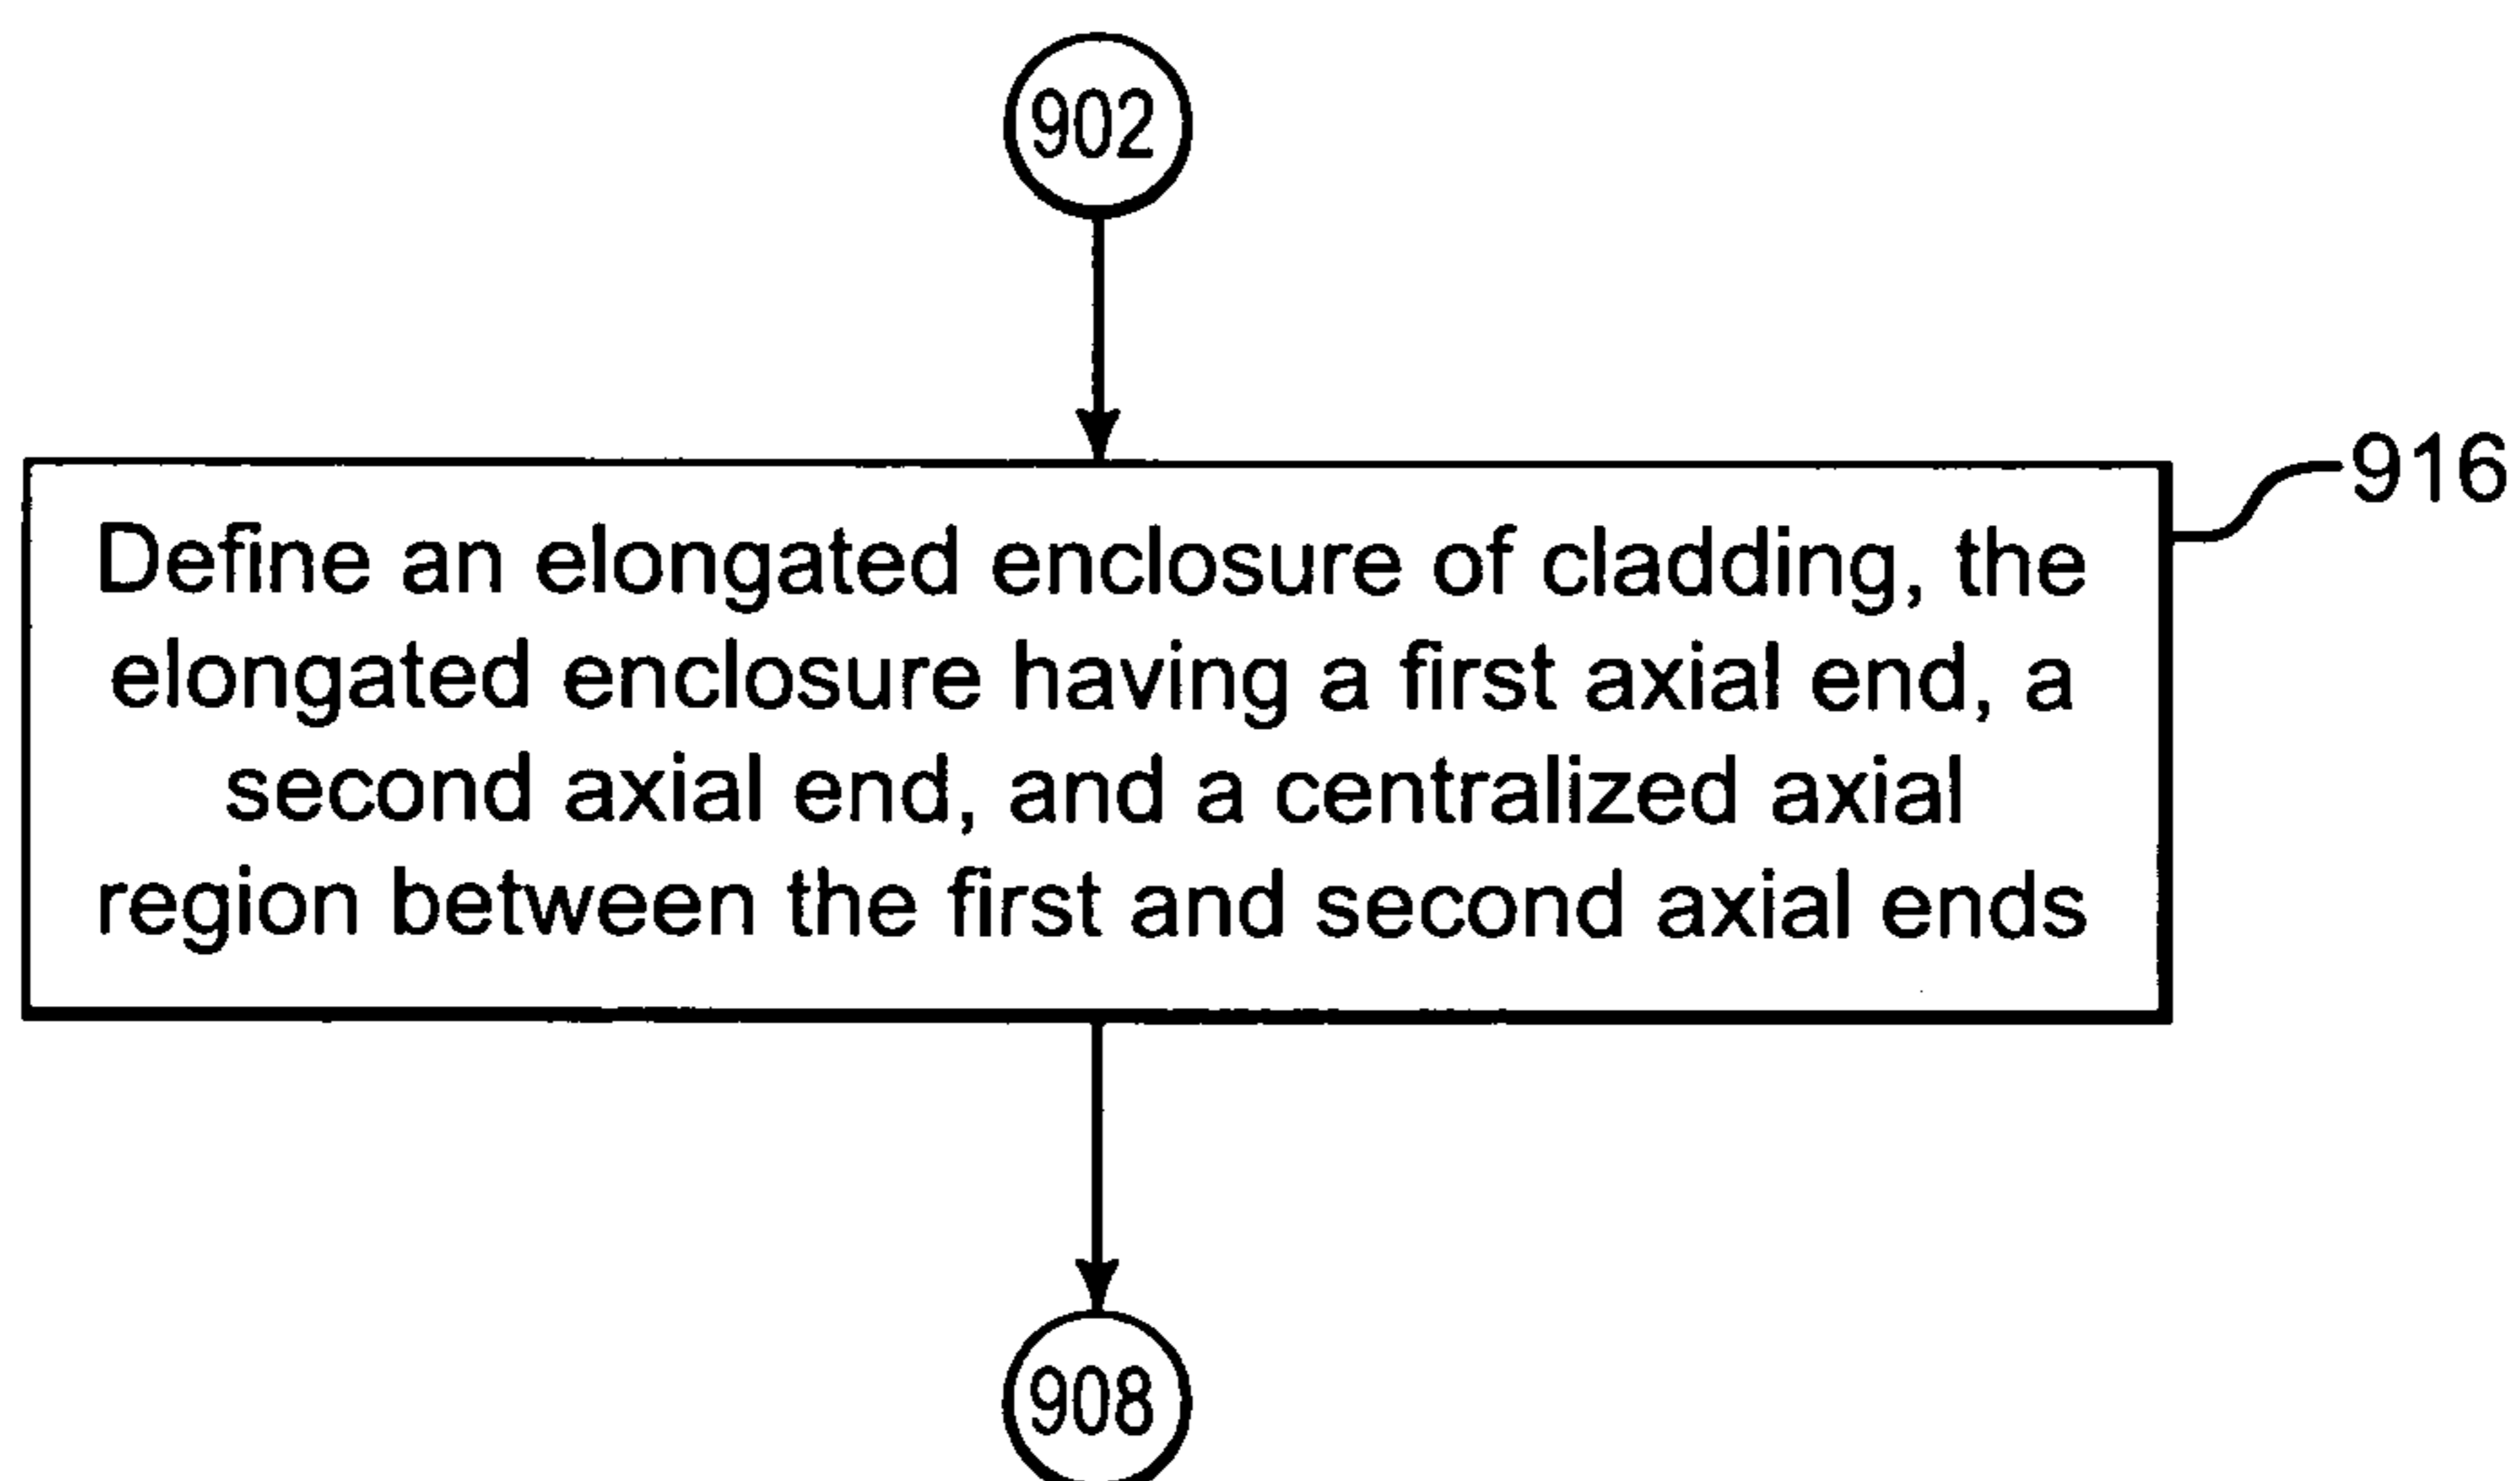 902
916
Define an elongated enclosure of cladding, the
elongated enclosure having a first axial end, a
second axial end, and a centralized axial
region between the first and second axial ends
908